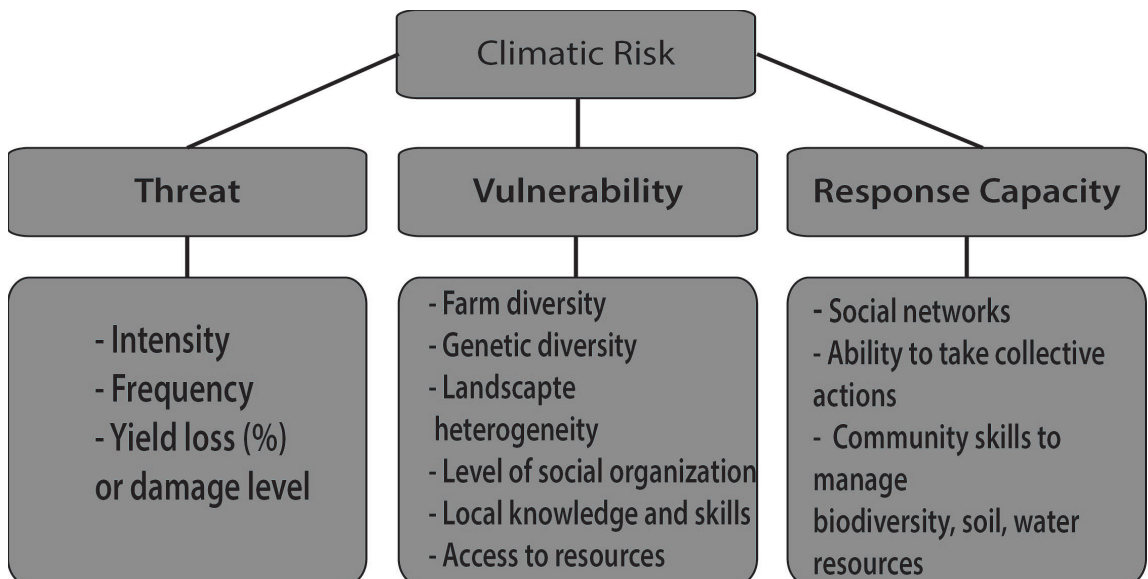 Climatic Risk
Threat
Vulnerability
Response Capacity
- Intensity
- Frequency
- Yield loss (%)
or damage level
- Farm diversity
- Genetic diversity
- Landscapte
heterogeneity
- Level of social organization
- Local knowledge and skills
- Access to resources
- Social networks
- Ability to take collective
actions
- Community skills to
manage
biodiversity, soil, water
resources